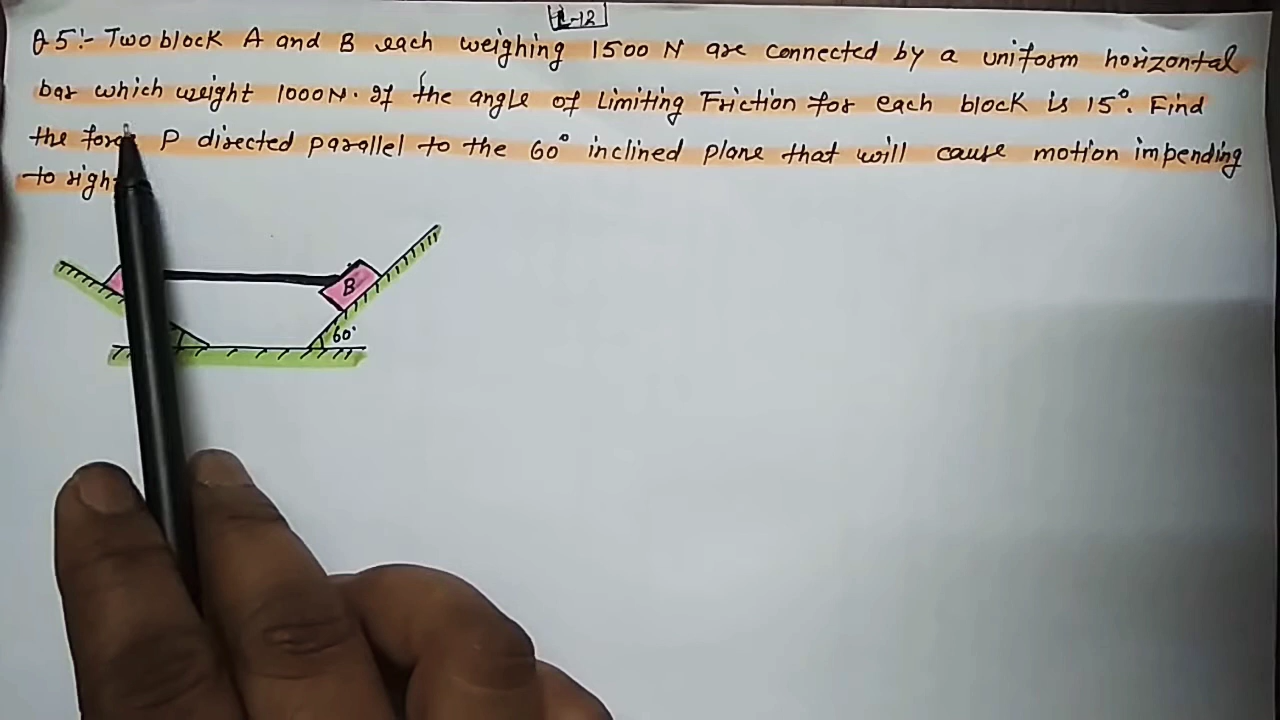 L-12
Q5:- Two block A and B each weighing 1500 N are connected by a uniform horizontal
bar which weight 1000N. If the angle of Limiting Friction for each block is 15°. Find
the P directed parallel to the 60° inclined plane that will cause motion impending
to
B
60°